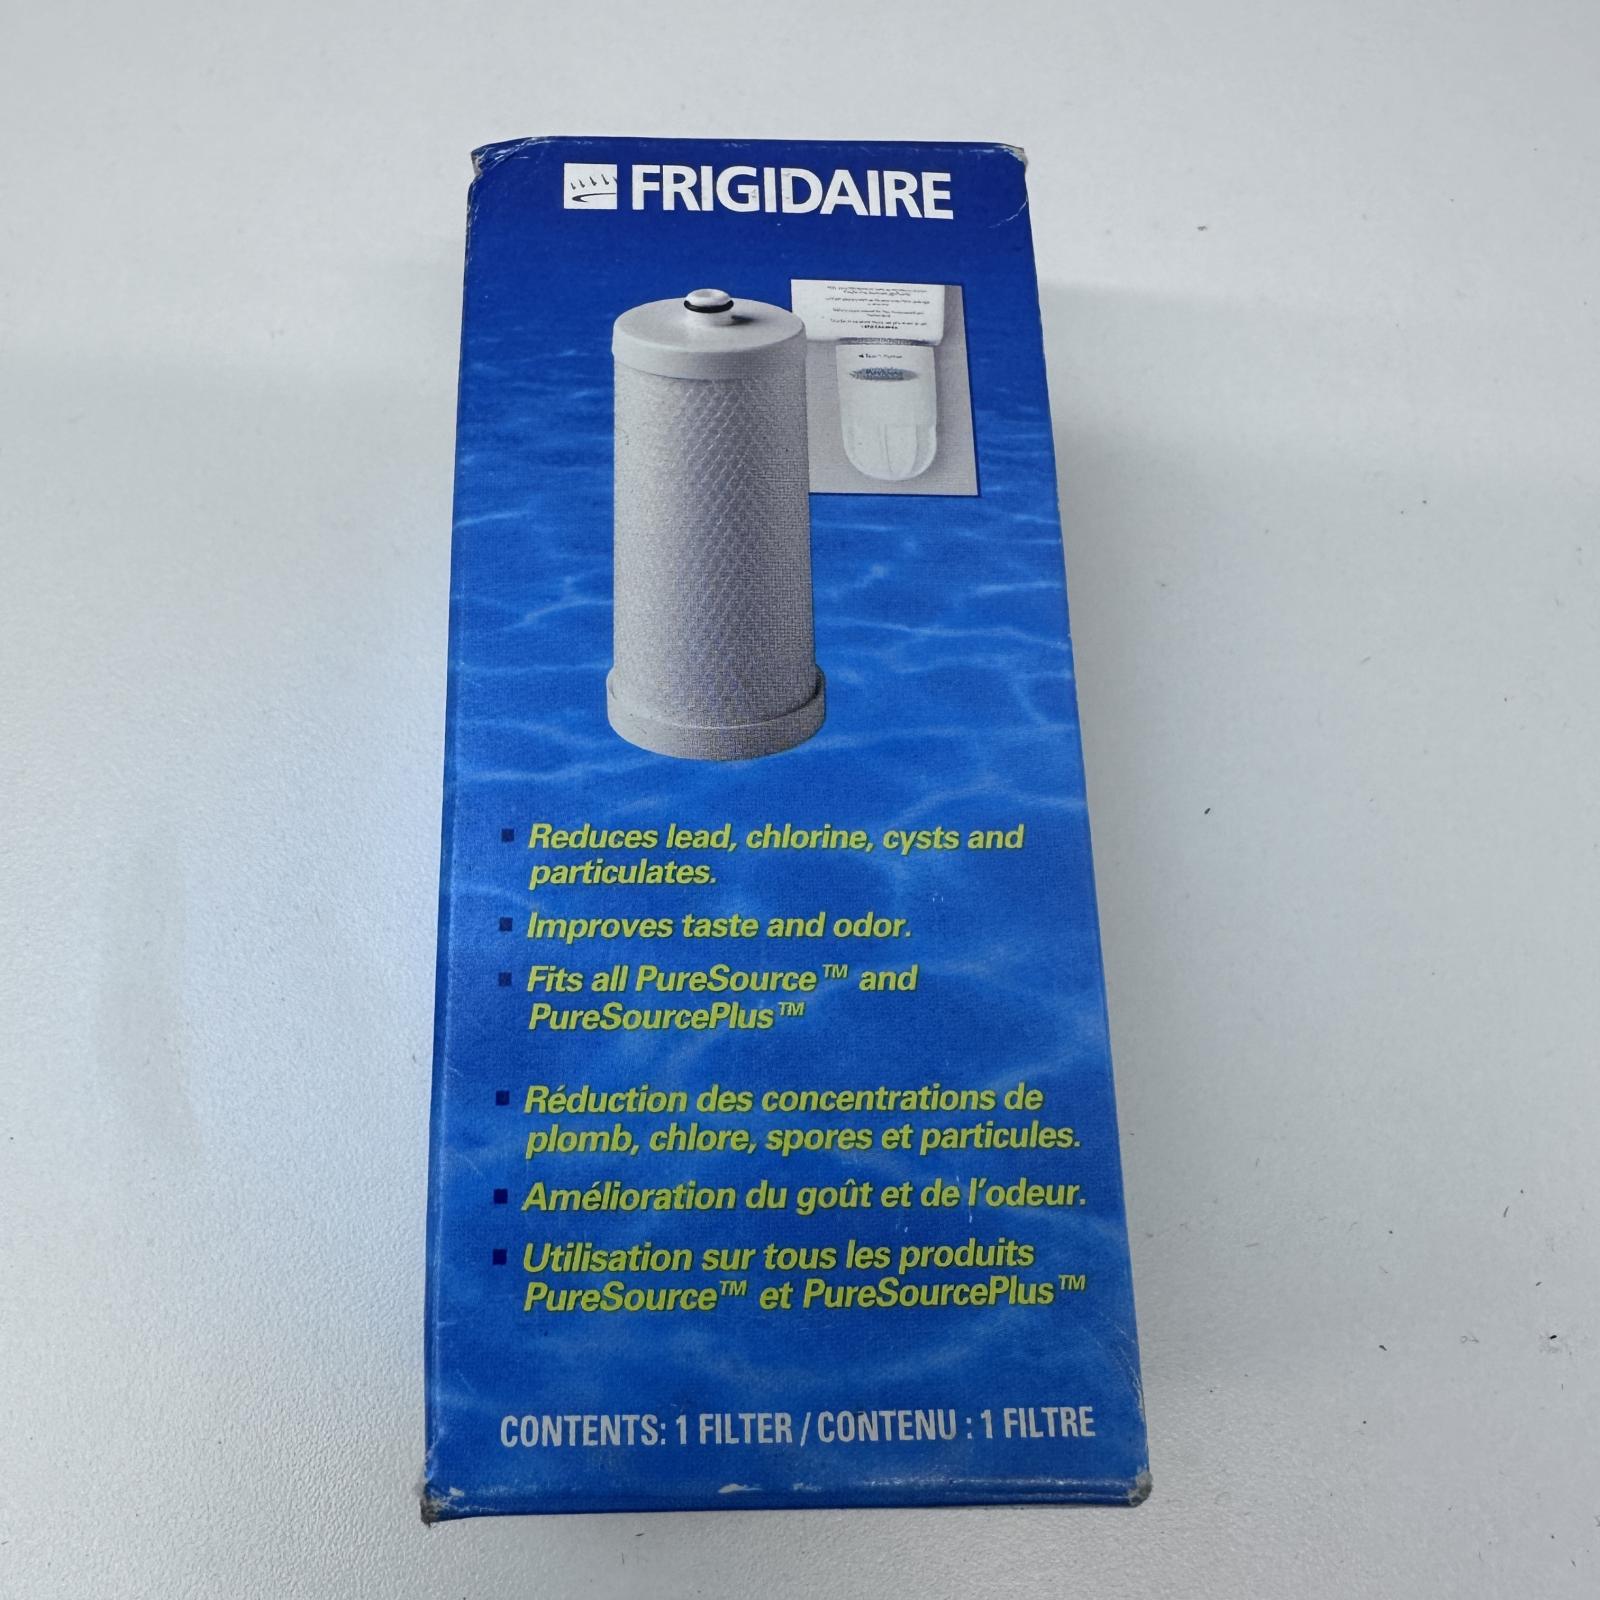 FRIGIDAIRE
Reduces lead, chlorine, cysts and
particulates.
Improves taste and odor.
Fits all PureSource™ and
PureSourcePlus™
Réduction des concentrations de
plomb, chlore, spores et particules.
Amélioration du goût et de l'odeur.
Utilisation sur tous les produits
PureSource™ et PureSourcePlus™
CONTENTS: 1 FILTER / CONTENU : 1 FILTRE